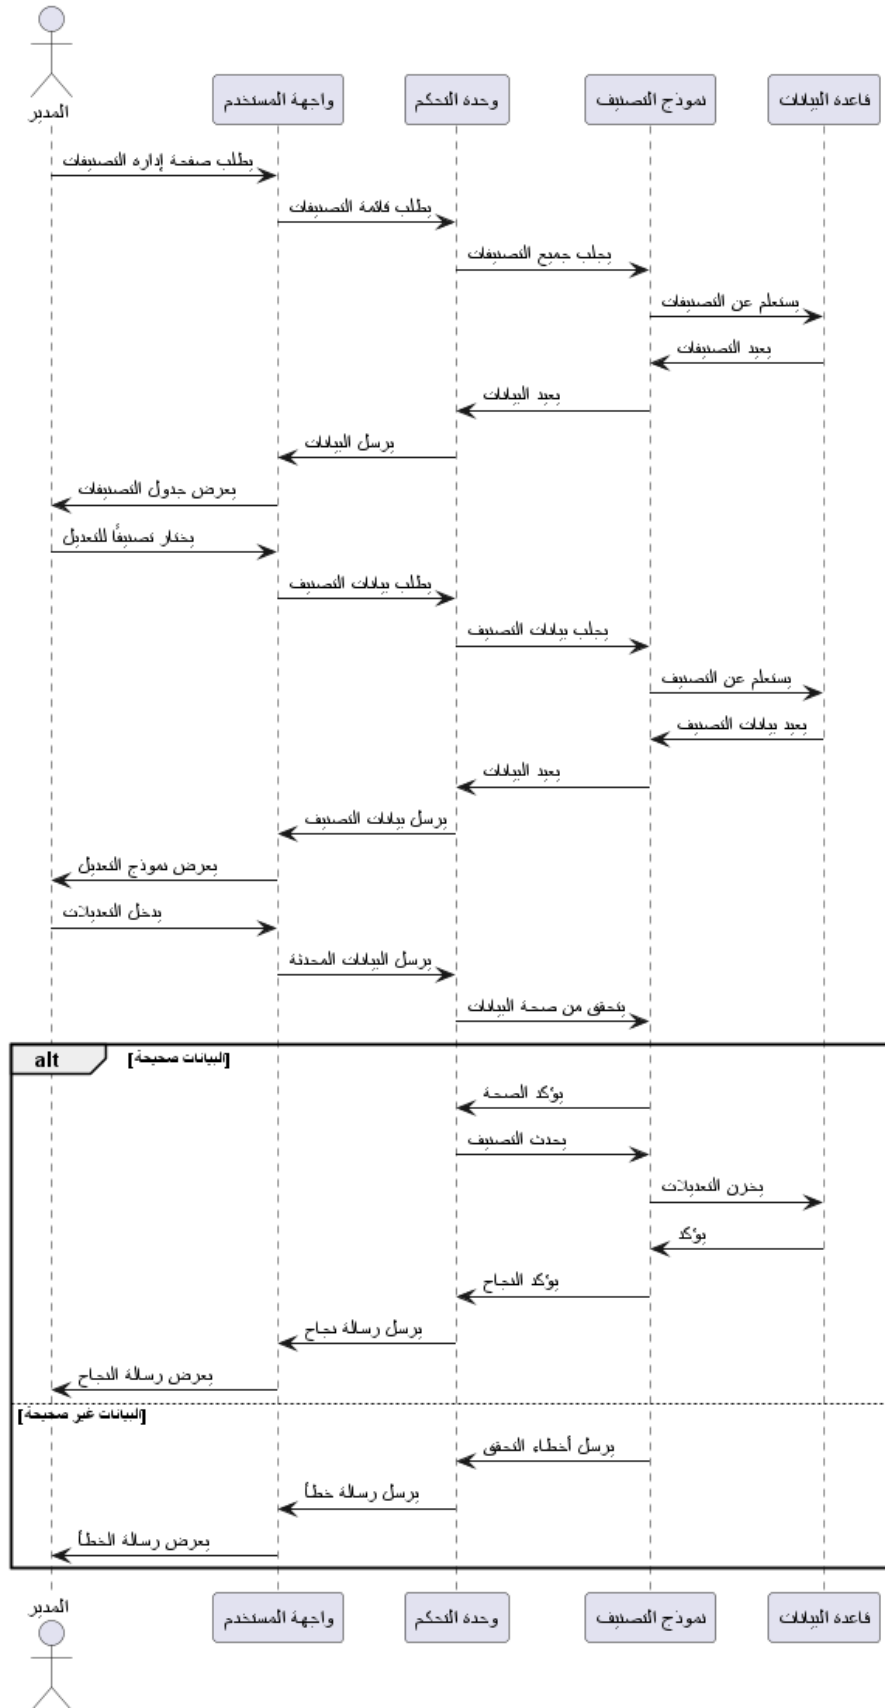 المدير
واجهة المستخدم
وحدة التحكم
نموذج التصنيف
قاعدة البيانات
يطلب صفحة إدارة التصنيفات
يطلب قائمة التصنيفات
يجلب جميع التصنيفات
يستعلم عن التصنيفات
يعيد التصنيفات
يعيد البيانات
يرسل البيانات
يعرض جدول التصنيفات
يختار تصنيفًا للتعديل
يطلب بيانات التصنيف
يجلب بيانات التصنيف
يستعلم عن التصنيف
يعيد بيانات التصنيف
يعيد البيانات
يرسل بيانات التصنيف
يعرض نموذج التعديل
يدخل التعديلات
يرسل البيانات المحدثة
يتحقق من صحة البيانات
alt
[البيانات صحيحة]
يؤكد الصحة
يحدث التصنيف
يخزن التعديلات
يؤكد
يؤكد النجاح
يرسل رسالة نجاح
يعرض رسالة النجاح
[البيانات غير صحيحة]
يرسل أخطاء التحقق
يرسل رسالة خطأ
يعرض رسالة الخطأ
المدير
واجهة المستخدم
وحدة التحكم
نموذج التصنيف
قاعدة البيانات